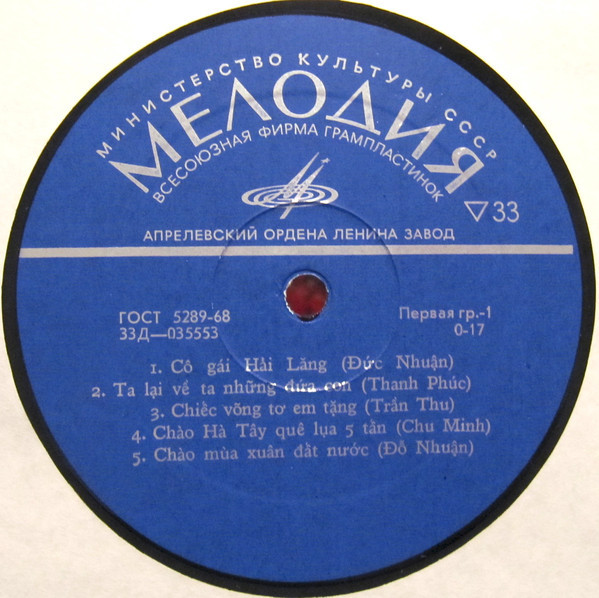 МИНИСТЕРСТВО КУЛЬТУРЫ СССР
МЕЛОДИЯ
ВСЕСОЮЗНАЯ ФИРМА ГРАМПЛАСТИНОК
▽33
АПРЕЛЕВСКИЙ ОРДЕНА ЛЕНИНА ЗАВОД
ГОСТ 5289-68
Первая гр.-1
33Д—035553
0-17
1. Cô gái Hải Lăng (Đức Nhuận)
2. Ta lại về ta những đứa con (Thanh Phúc)
3. Chiếc võng tơ em tặng (Trần Thu)
4. Chào Hà Tây quê lụa 5 tấn (Chu Minh)
5. Chào mùa xuân đất nước (Đỗ Nhuận)